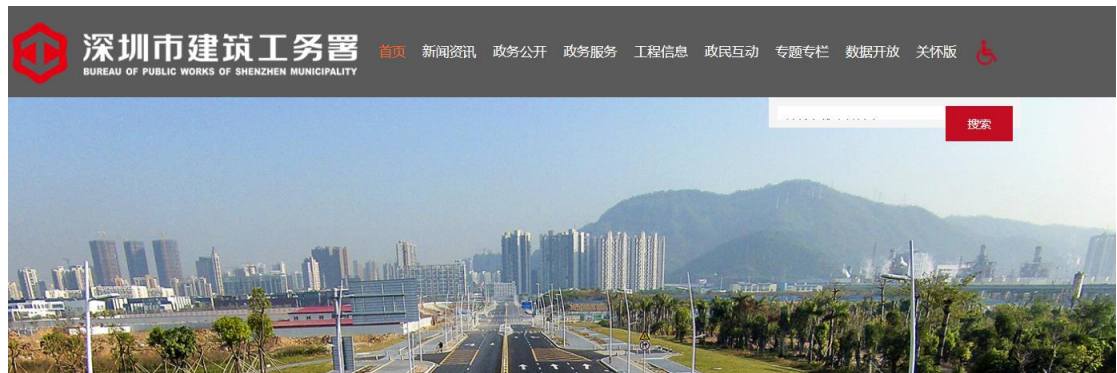 深圳市建筑工务署
BUREAU OF PUBLIC WORKS OF SHENZHEN MUNICIPALITY
首页 新闻资讯 政务公开 政务服务 工程信息 政民互动 专题专栏 数据开放 关怀版
搜索